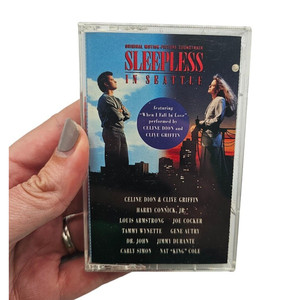 ORIGINAL MOTION PICTURE SOUNDTRACK
SLEEPLESS
IN SEATTLE
featuring
"When I Fall In Love"
performed by
CELINE DION and
CLIVE GRIFFIN
CELINE DION & CLIVE GRIFFIN
HARRY CONNICK, JR.
LOUIS ARMSTRONG JOE COCKER
TAMMY WYNETTE GENE AUTRY
DR. JOHN JIMMY DURANTE
CARLY SIMON NAT "KING" COLE